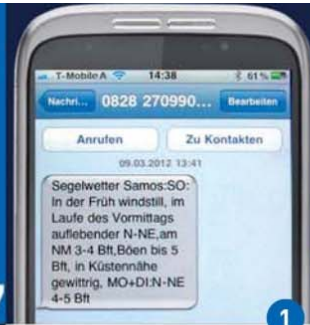 T-Mobile A 14:38 61 %
Nachri... 0828 270990... Bearbeiten
Anrufen Zu Kontakten
09.03.2012 13:41
Segelwetter Samos:SO:
In der Früh windstill, im
Laufe des Vormittags
auflebender N-NE,am
NM 3-4 Bft,Böen bis 5
Bft, in Küstennähe
gewittrig, MO+DI:N-NE
4-5 Bft
1